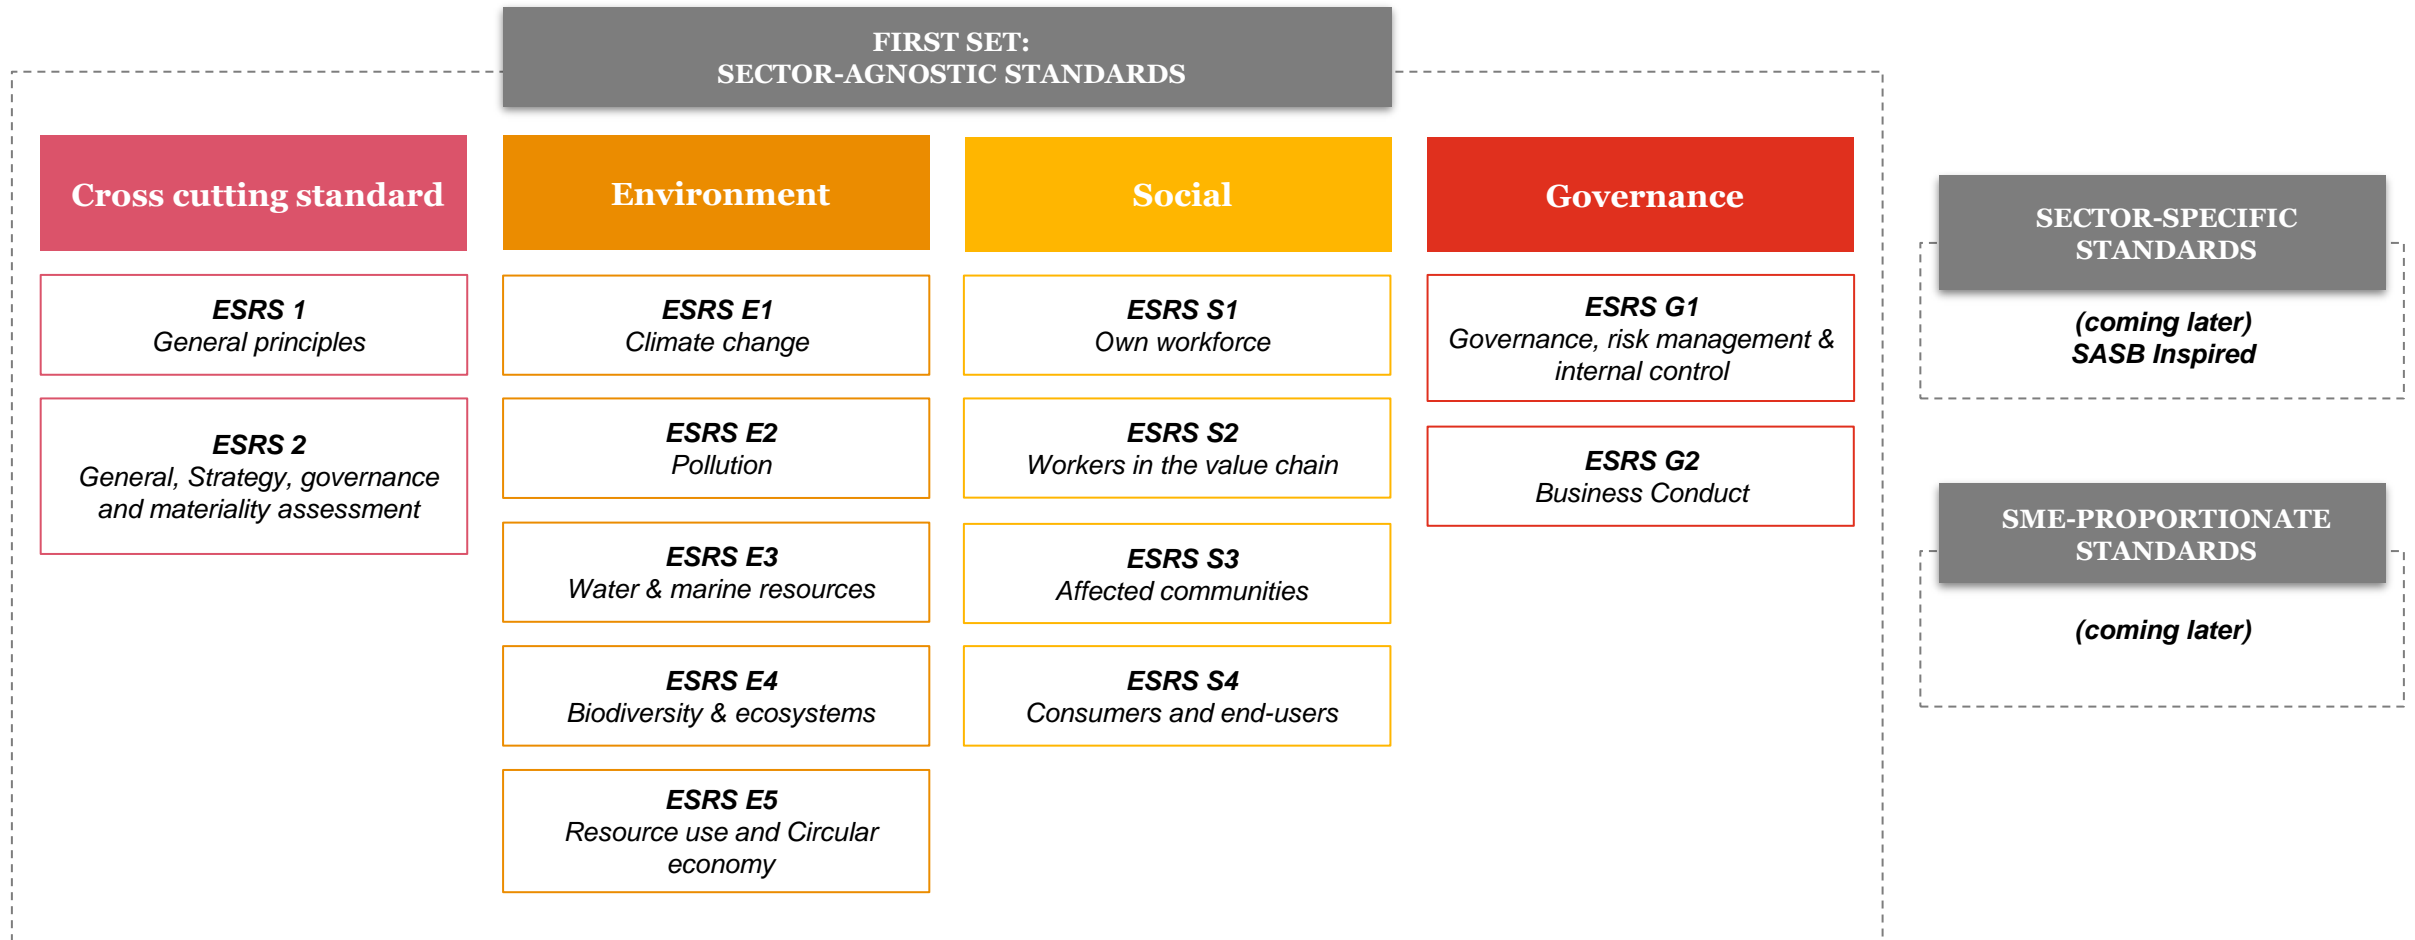 FIRST SET:
SECTOR-AGNOSTIC STANDARDS
Cross cutting standard
ESRS 1
General principles
ESRS 2
General, Strategy, governance
and materiality assessment
Environment
ESRS E1
Climate change
ESRS E2
Pollution
ESRS E3
Water & marine resources
ESRS E4
Biodiversity & ecosystems
ESRS E5
Resource use and Circular
economy
Social
ESRS S1
Own workforce
ESRS S2
Workers in the value chain
ESRS S3
Affected communities
ESRS S4
Consumers and end-users
Governance
ESRS G1
Governance, risk management &
internal control
ESRS G2
Business Conduct
SECTOR-SPECIFIC
STANDARDS
(coming later)
SASB Inspired
SME-PROPORTIONATE
STANDARDS
(coming later)